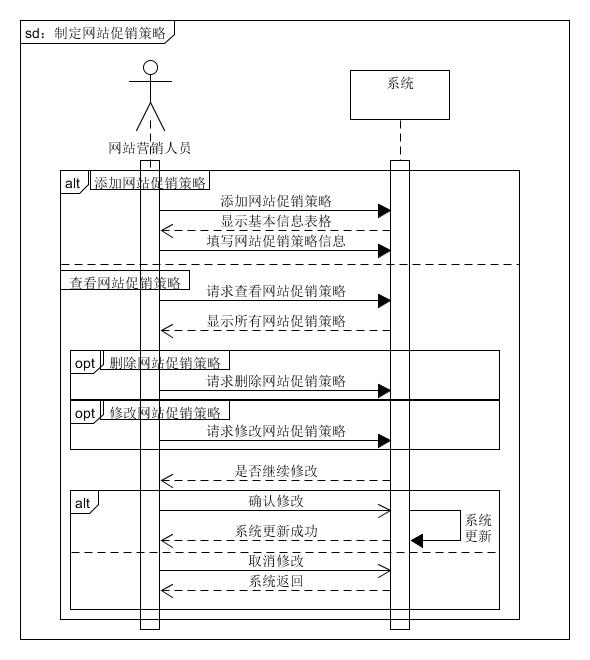 sd：制定网站促销策略
系统
网站营销人员
alt
添加网站促销策略
添加网站促销策略
显示基本信息表格
填写网站促销策略信息
查看网站促销策略
请求查看网站促销策略
显示所有网站促销策略
opt
删除网站促销策略
请求删除网站促销策略
opt
修改网站促销策略
请求修改网站促销策略
是否继续修改
alt
确认修改
系统
更新
系统更新成功
取消修改
系统返回